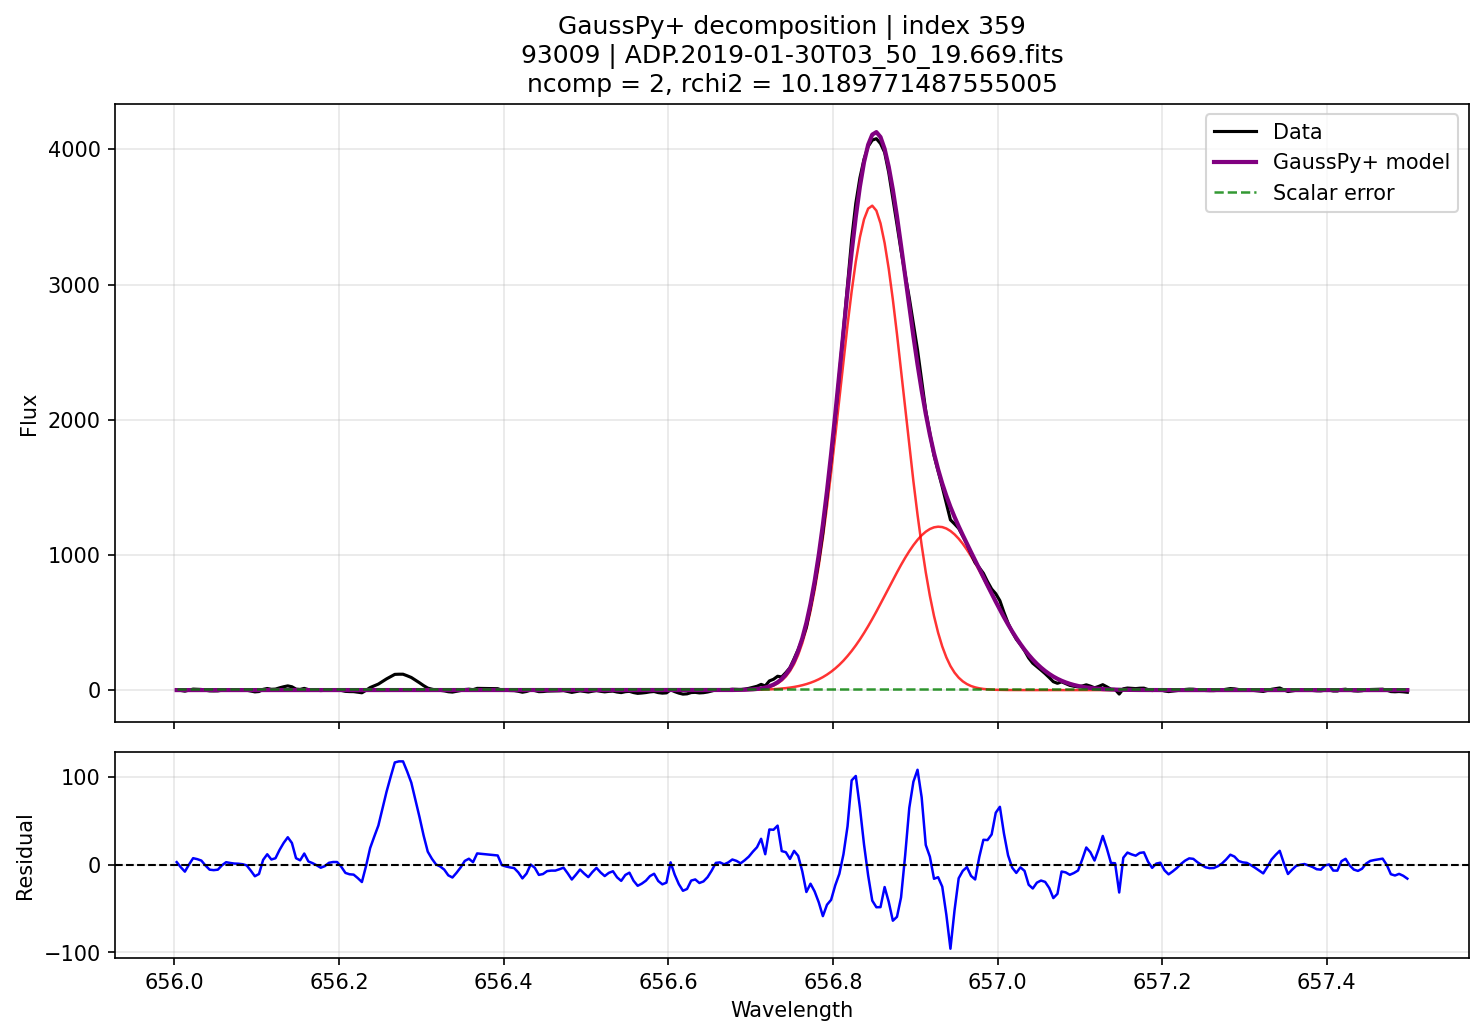 GaussPy+ decomposition | index 359
93009 | ADP.2019-01-30T03_50_19.669.fits
ncomp = 2, rchi2 = 10.189771487555005
Data
GaussPy+ model
Scalar error
4000
3000
2000
1000
0
Flux
100
0
−100
Residual
656.0
656.2
656.4
656.6
656.8
657.0
657.2
657.4
Wavelength